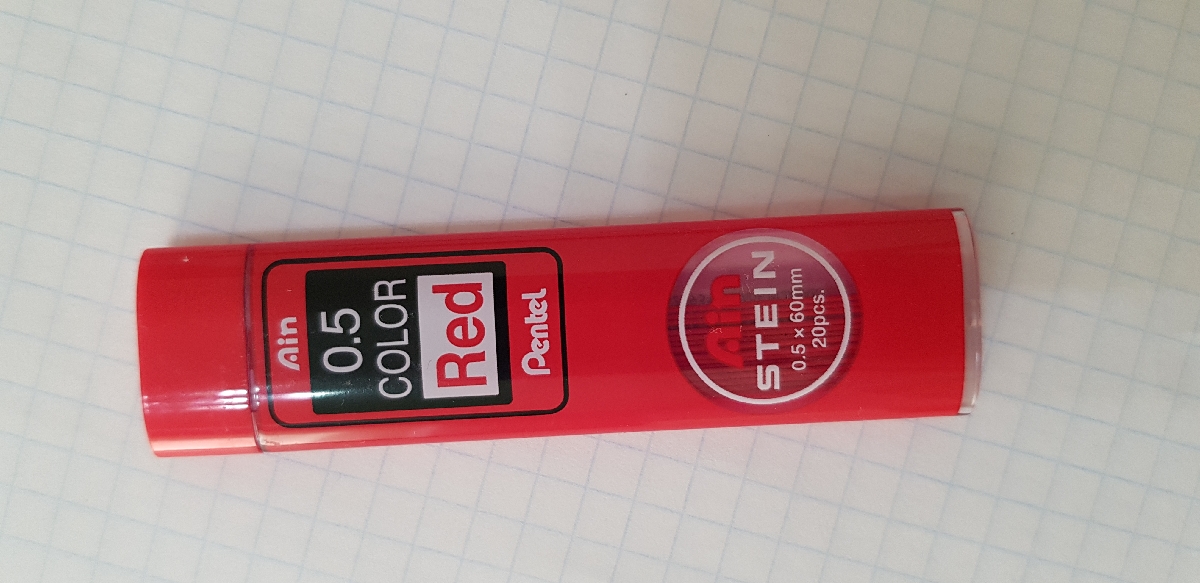 Ain
0.5
COLOR
Red
Pentel
Ain
STEIN
0.5 × 60mm
20pcs.